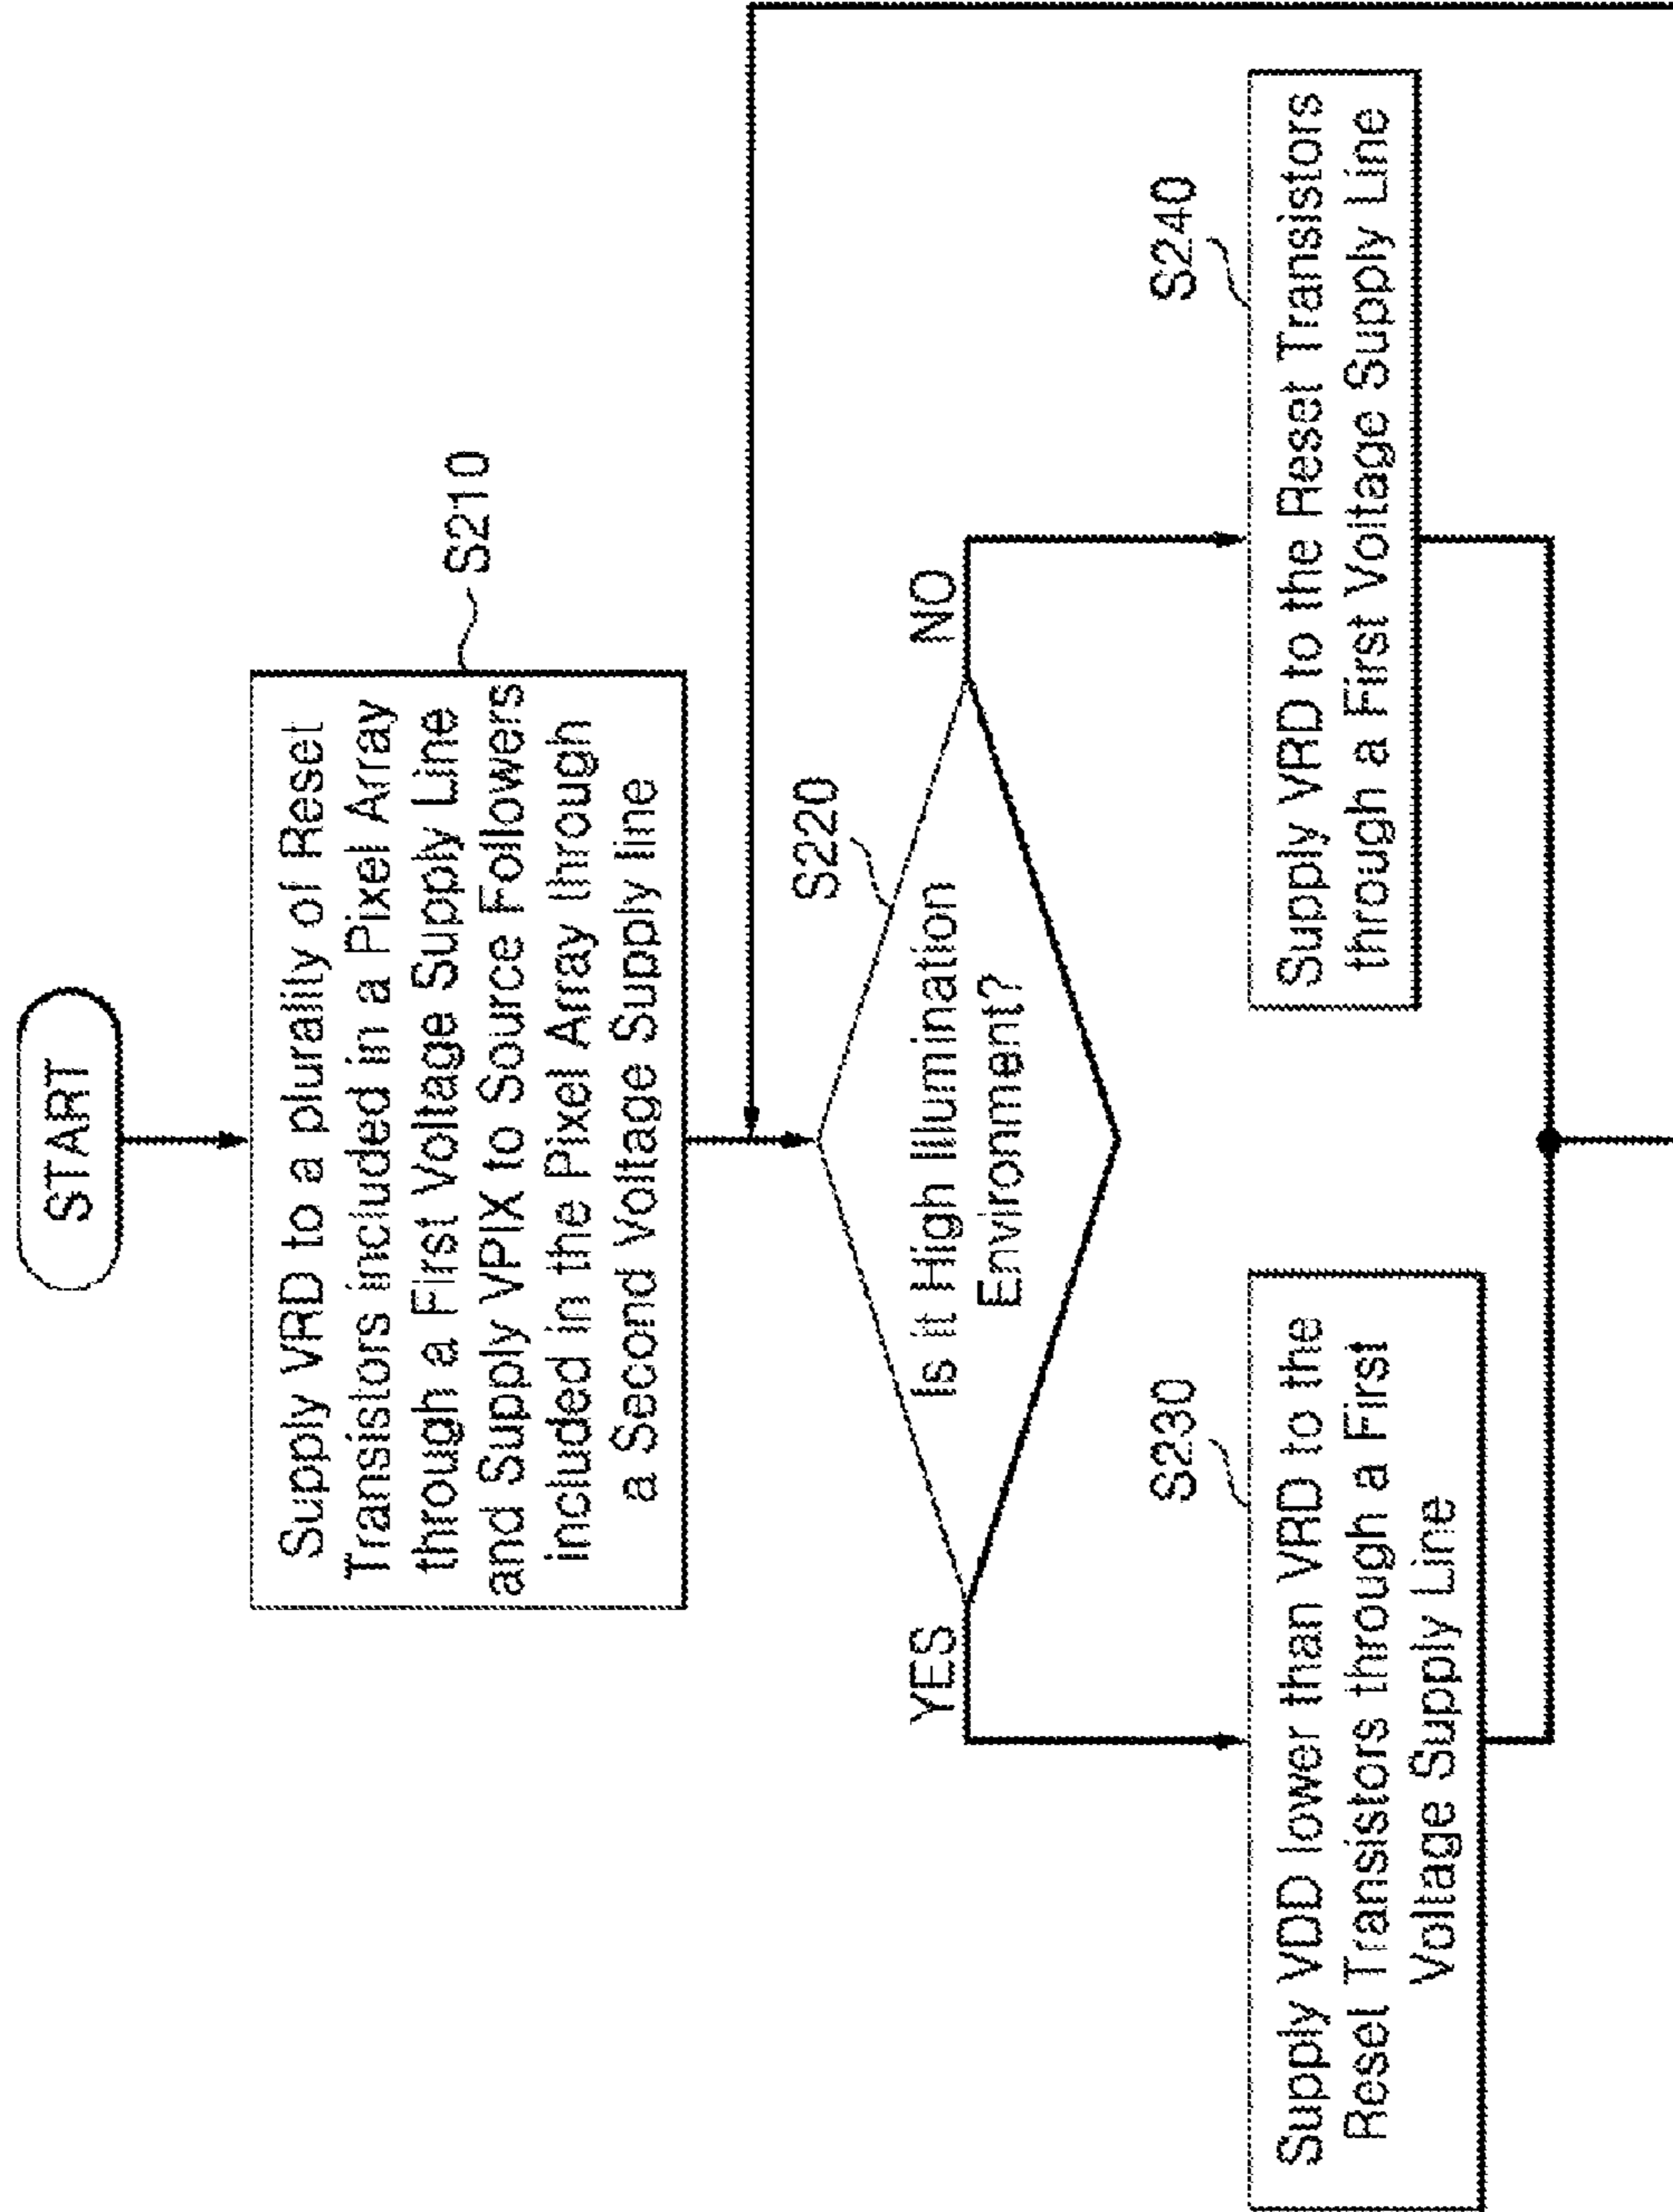 START
S210
Supply VRD to a plurality of Reset
Transistors included in a Pixel Array
through a First Voltage Supply Line
and Supply VPIX to Source Followers
included in the Pixel Array through
a Second Voltage Supply line
S220
Is it High Illumination
Environment?
YES
NO
S230
Supply VDD lower than VRD to the
Reset Transistors through a First
Voltage Supply Line
S240
Supply VRD to the Reset Transistors
through a First Voltage Supply Line